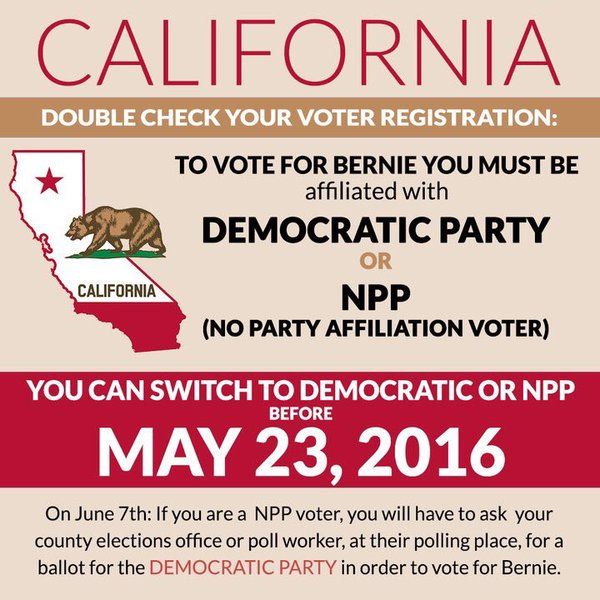 CALIFORNIA
DOUBLE CHECK YOUR VOTER REGISTRATION:
TO VOTE FOR BERNIE YOU MUST BE
affiliated with
DEMOCRATIC PARTY
OR
NPP
(NO PARTY AFFILIATION VOTER)
CALIFORNIA
YOU CAN SWITCH TO DEMOCRATIC OR NPP
BEFORE
MAY 23, 2016
On June 7th: If you are a NPP voter, you will have to ask your
county elections office or poll worker, at their polling place, for a
ballot for the DEMOCRATIC PARTY in order to vote for Bernie.